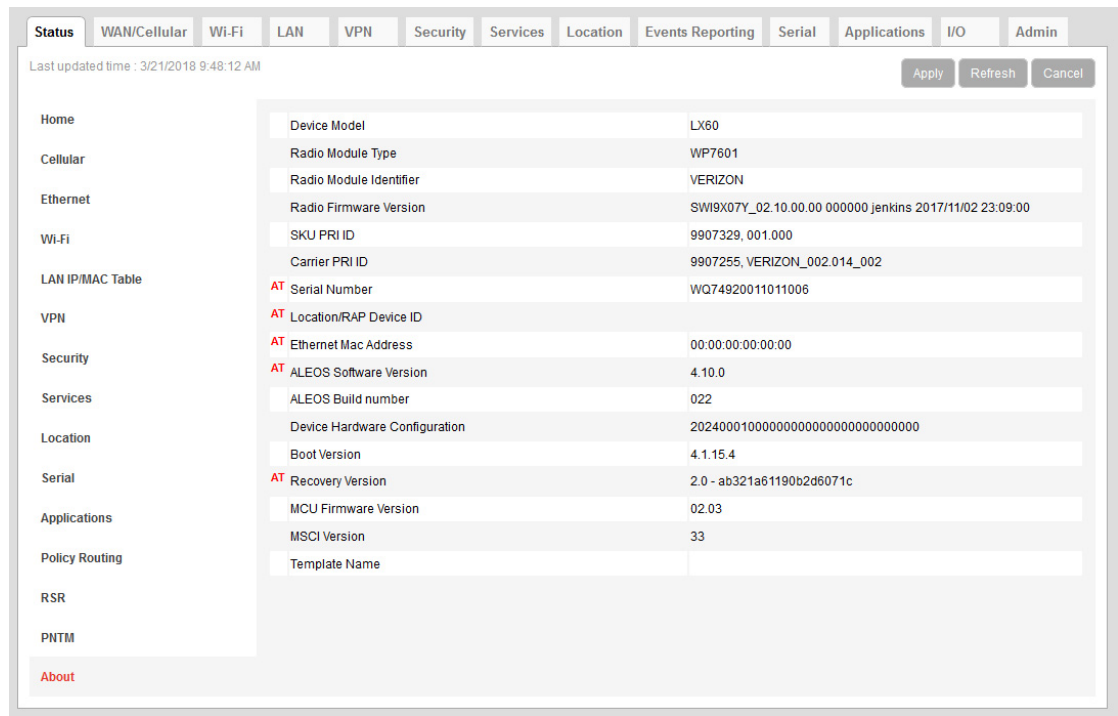 Status WAN/Cellular Wi-Fi LAN VPN Security Services Location Events Reporting Serial Applications I/O Admin
Last updated time : 3/21/2018 9:48:12 AM
Apply Refresh Cancel
Home
Cellular
Ethernet
Wi-Fi
LAN IP/MAC Table
VPN
Security
Services
Location
Serial
Applications
Policy Routing
RSR
PNTM
About
Device Model LX60
Radio Module Type WP7601
Radio Module Identifier VERIZON
Radio Firmware Version SWI9X07Y_02.10.00.00 000000 jenkins 2017/11/02 23:09:00
SKU PRI ID 9907329, 001.000
Carrier PRI ID 9907255, VERIZON_002.014_002
AT Serial Number WQ74920011011006
AT Location/RAP Device ID
AT Ethernet Mac Address 00:00:00:00:00:00
AT ALEOS Software Version 4.10.0
ALEOS Build number 022
Device Hardware Configuration 20240001000000000000000000000000
Boot Version 4.1.15.4
AT Recovery Version 2.0 - ab321a61190b2d6071c
MCU Firmware Version 02.03
MSCI Version 33
Template Name